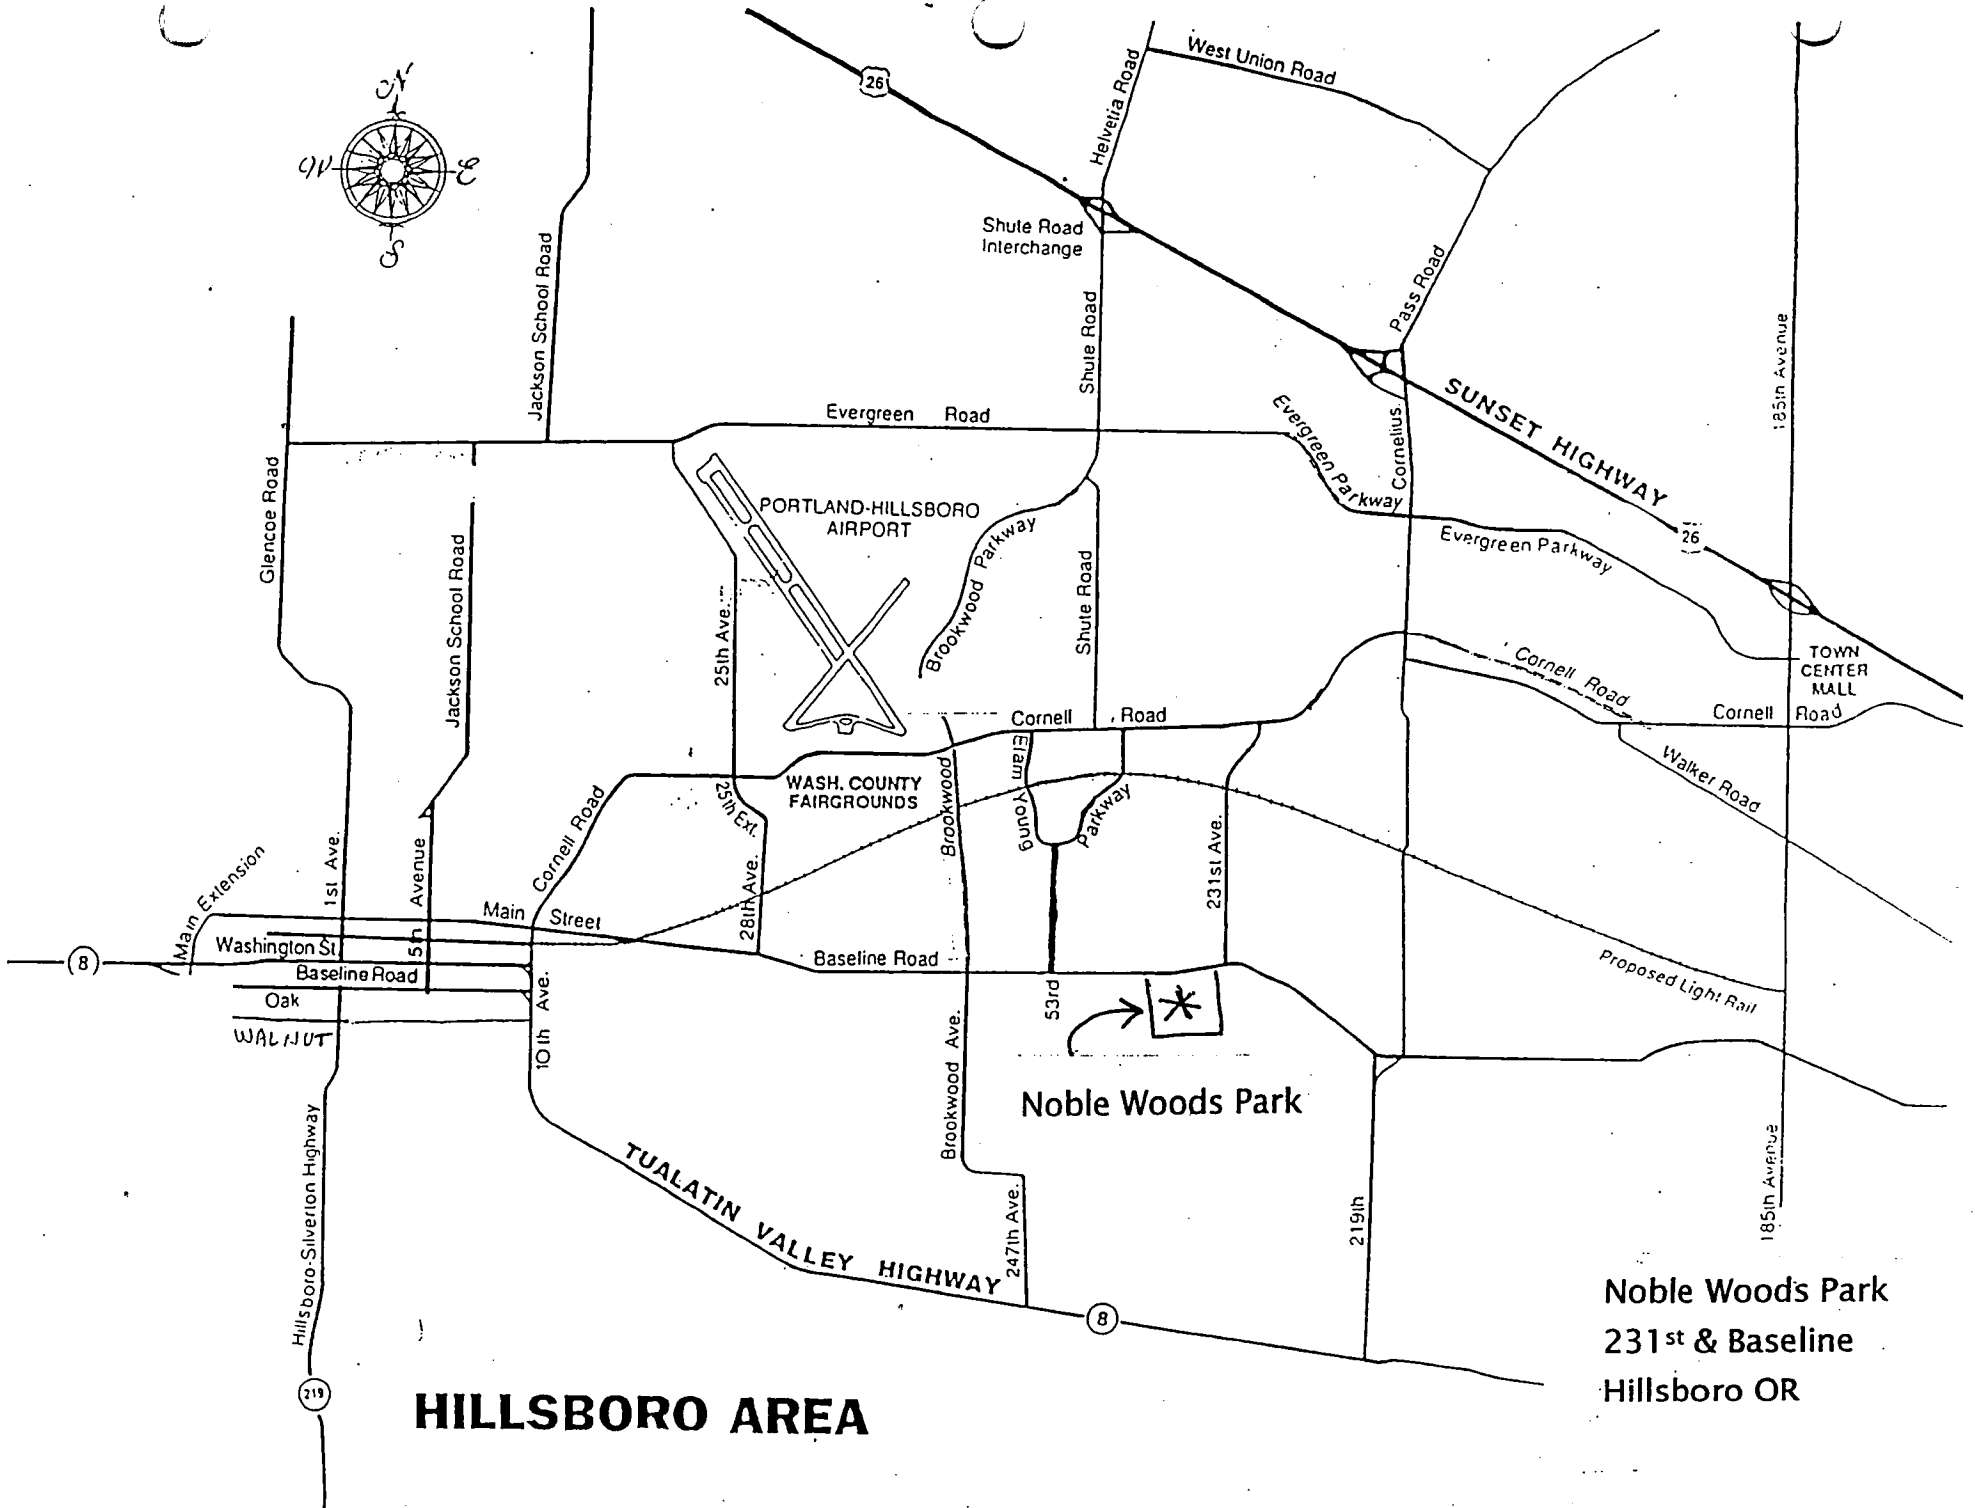 26
West Union Road
Helvetia Road
N
W
E
S
Shute Road
Interchange
Pass Road
Jackson School Road
Shute Road
185th Avenue
SUNSET HIGHWAY
Evergreen Road
Evergreen Parkway
Cornelius
Glencoe Road
PORTLAND-HILLSBORO
AIRPORT
Brookwood Parkway
26
Evergreen Parkway
Jackson School Road
25th Ave.
Shute Road
TOWN
CENTER
MALL
Cornell Road
Cornell Road
Cornell Road
Walker Road
WASH. COUNTY
FAIRGROUNDS
25th Ext.
Brookwood
Elam Young
Parkway
Cornell Road
1st Ave.
5th Avenue
28th Ave.
231st Ave.
Main Extension
Main Street
Washington St.
8
Baseline Road
Baseline Road
Proposed Light Rail
Oak
WALNUT
10th Ave.
53rd
Brookwood Ave.
Noble Woods Park
Hillsboro-Silverton Highway
TUALATIN VALLEY HIGHWAY
247th Ave.
219th
185th Avenue
8
219
Noble Woods Park
231st & Baseline
Hillsboro OR
HILLSBORO AREA